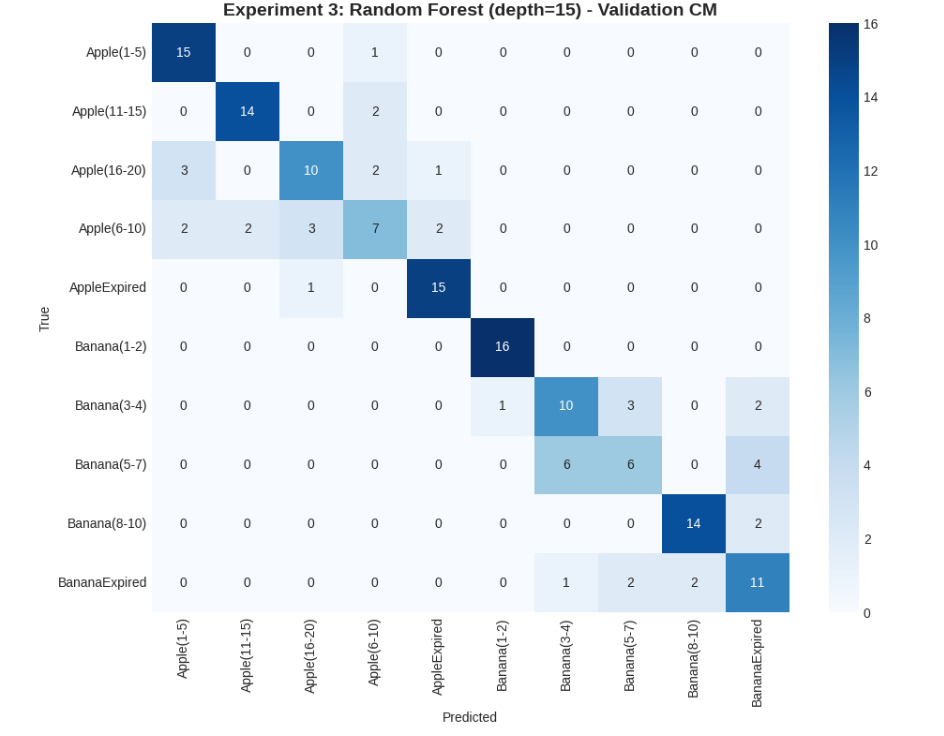 Experiment 3: Random Forest (depth=15) - Validation CM
Apple(1-5) 15 0 0 1 0 0 0 0 0 0
Apple(11-15) 0 14 0 2 0 0 0 0 0 0
Apple(16-20) 3 0 10 2 1 0 0 0 0 0
Apple(6-10) 2 2 3 7 2 0 0 0 0 0
AppleExpired 0 0 1 0 15 0 0 0 0 0
Banana(1-2) 0 0 0 0 0 16 0 0 0 0
Banana(3-4) 0 0 0 0 0 1 10 3 0 2
Banana(5-7) 0 0 0 0 0 0 6 6 0 4
Banana(8-10) 0 0 0 0 0 0 0 0 14 2
BananaExpired 0 0 0 0 0 0 1 2 2 11
True
Apple(1-5) Apple(11-15) Apple(16-20) Apple(6-10) AppleExpired Banana(1-2) Banana(3-4) Banana(5-7) Banana(8-10) BananaExpired
Predicted
16
14
12
10
8
6
4
2
0